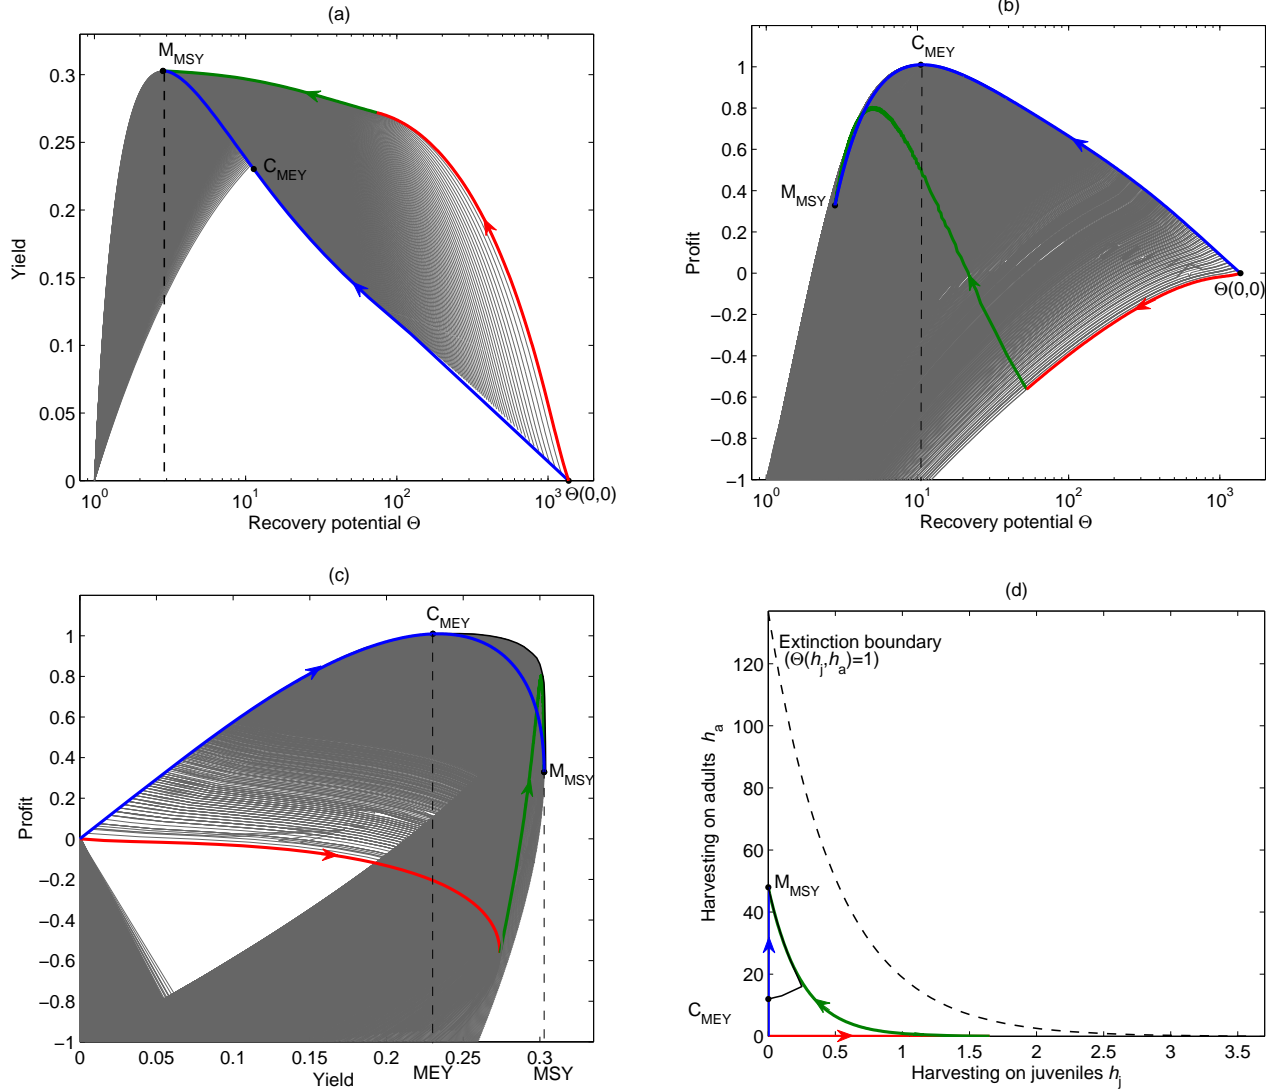 (a)
M_MSY
C_MEY
0.3
0.25
0.2
0.15
0.1
0.05
0
Yield
10^0
10^1
10^2
10^3
Θ(0,0)
Recovery potential Θ
(b)
C_MEY
M_MSY
Θ(0,0)
1
0.8
0.6
0.4
0.2
0
−0.2
−0.4
−0.6
−0.8
−1
Profit
10^0
10^1
10^2
10^3
Recovery potential Θ
(c)
C_MEY
M_MSY
1
0.8
0.6
0.4
0.2
0
−0.2
−0.4
−0.6
−0.8
−1
Profit
0
0.05
0.1
0.15
0.2
0.25
0.3
MEY
MSY
Yield
(d)
Extinction boundary
(Θ(h_j,h_a)=1)
M_MSY
C_MEY
120
100
80
60
40
20
0
Harvesting on adults h_a
0
0.5
1
1.5
2
2.5
3
3.5
Harvesting on juveniles h_j